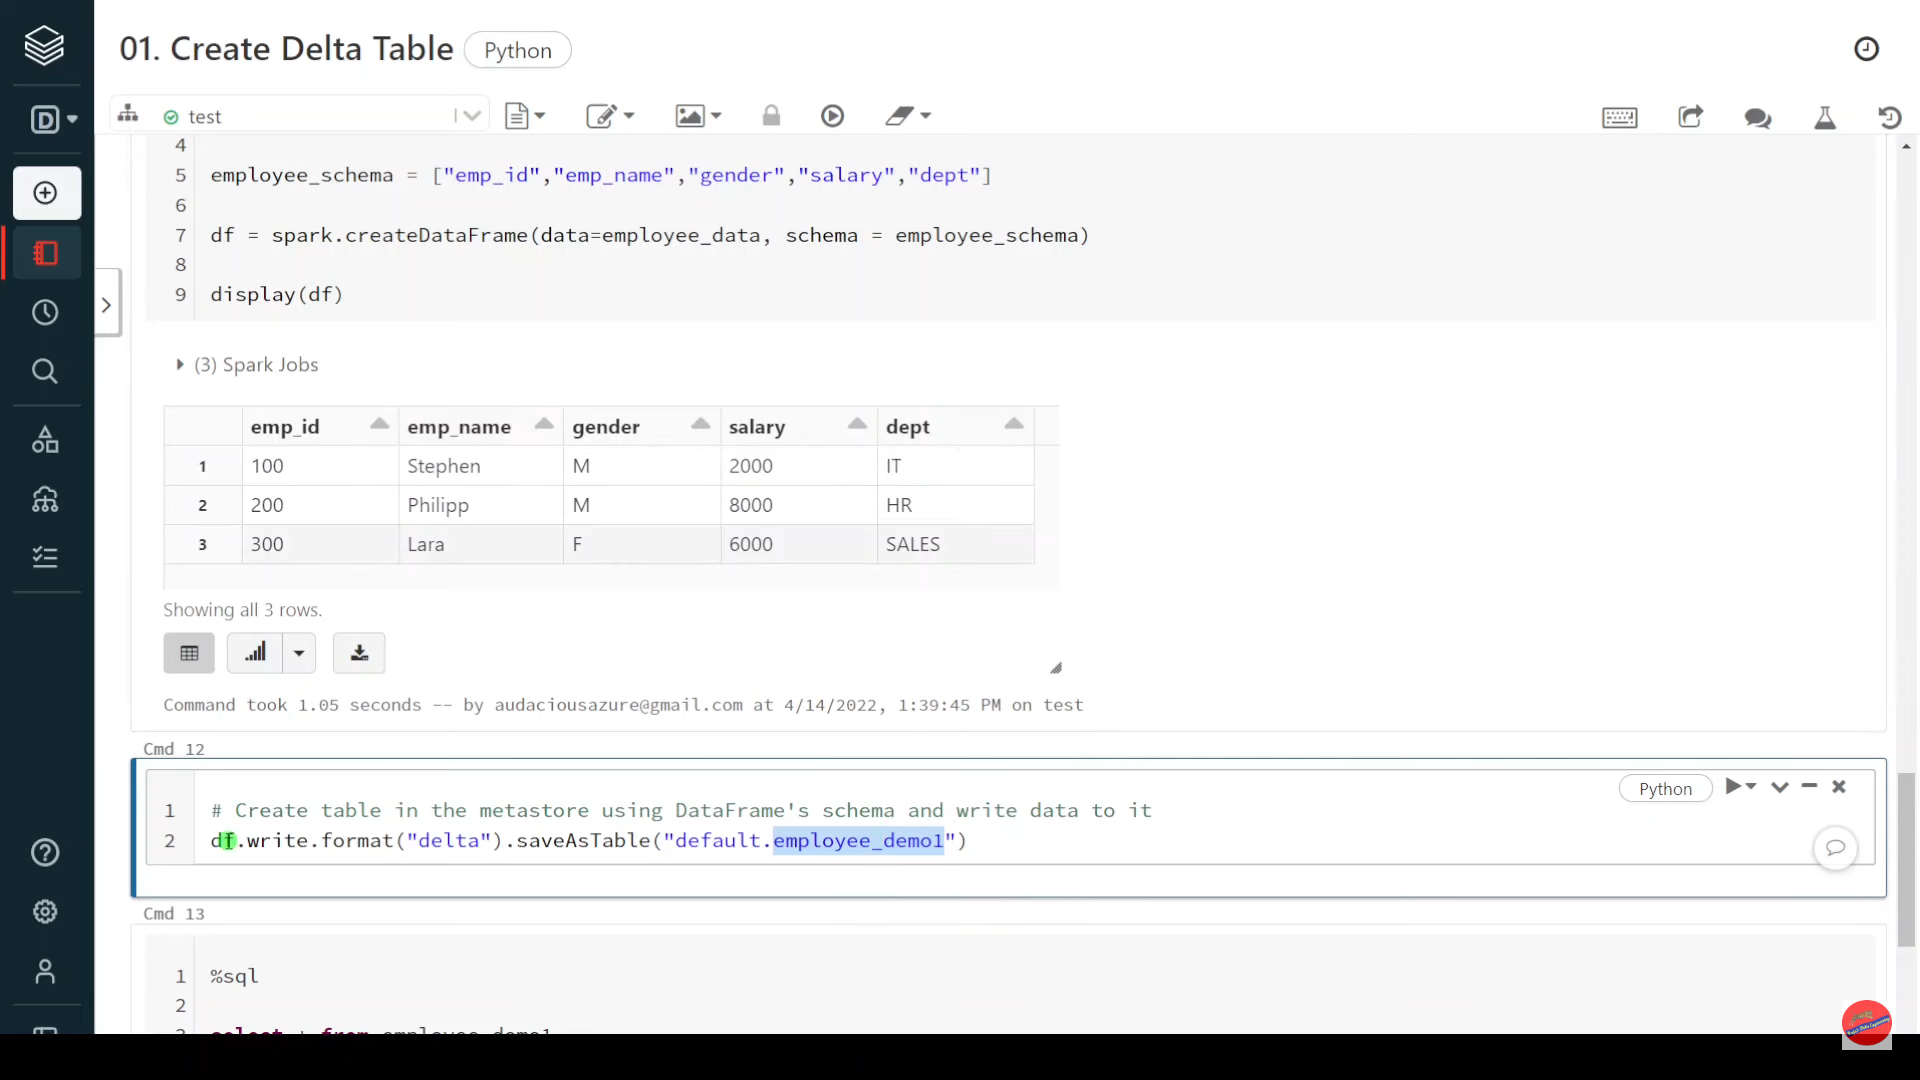 01. Create Delta Table Python
test
4
5 employee_schema = ["emp_id","emp_name","gender","salary","dept"]
6
7 df = spark.createDataFrame(data=employee_data, schema = employee_schema)
8
9 display(df)
(3) Spark Jobs
emp_id emp_name gender salary dept
1 100 Stephen M 2000 IT
2 200 Philipp M 8000 HR
3 300 Lara F 6000 SALES
Showing all 3 rows.
Command took 1.05 seconds -- by audaciousazure@gmail.com at 4/14/2022, 1:39:45 PM on test
Cmd 12
Python
1 # Create table in the metastore using DataFrame's schema and write data to it
2 df.write.format("delta").saveAsTable("default.employee_demo1")
Cmd 13
1 %sql
2
3 select * from employee_demo1